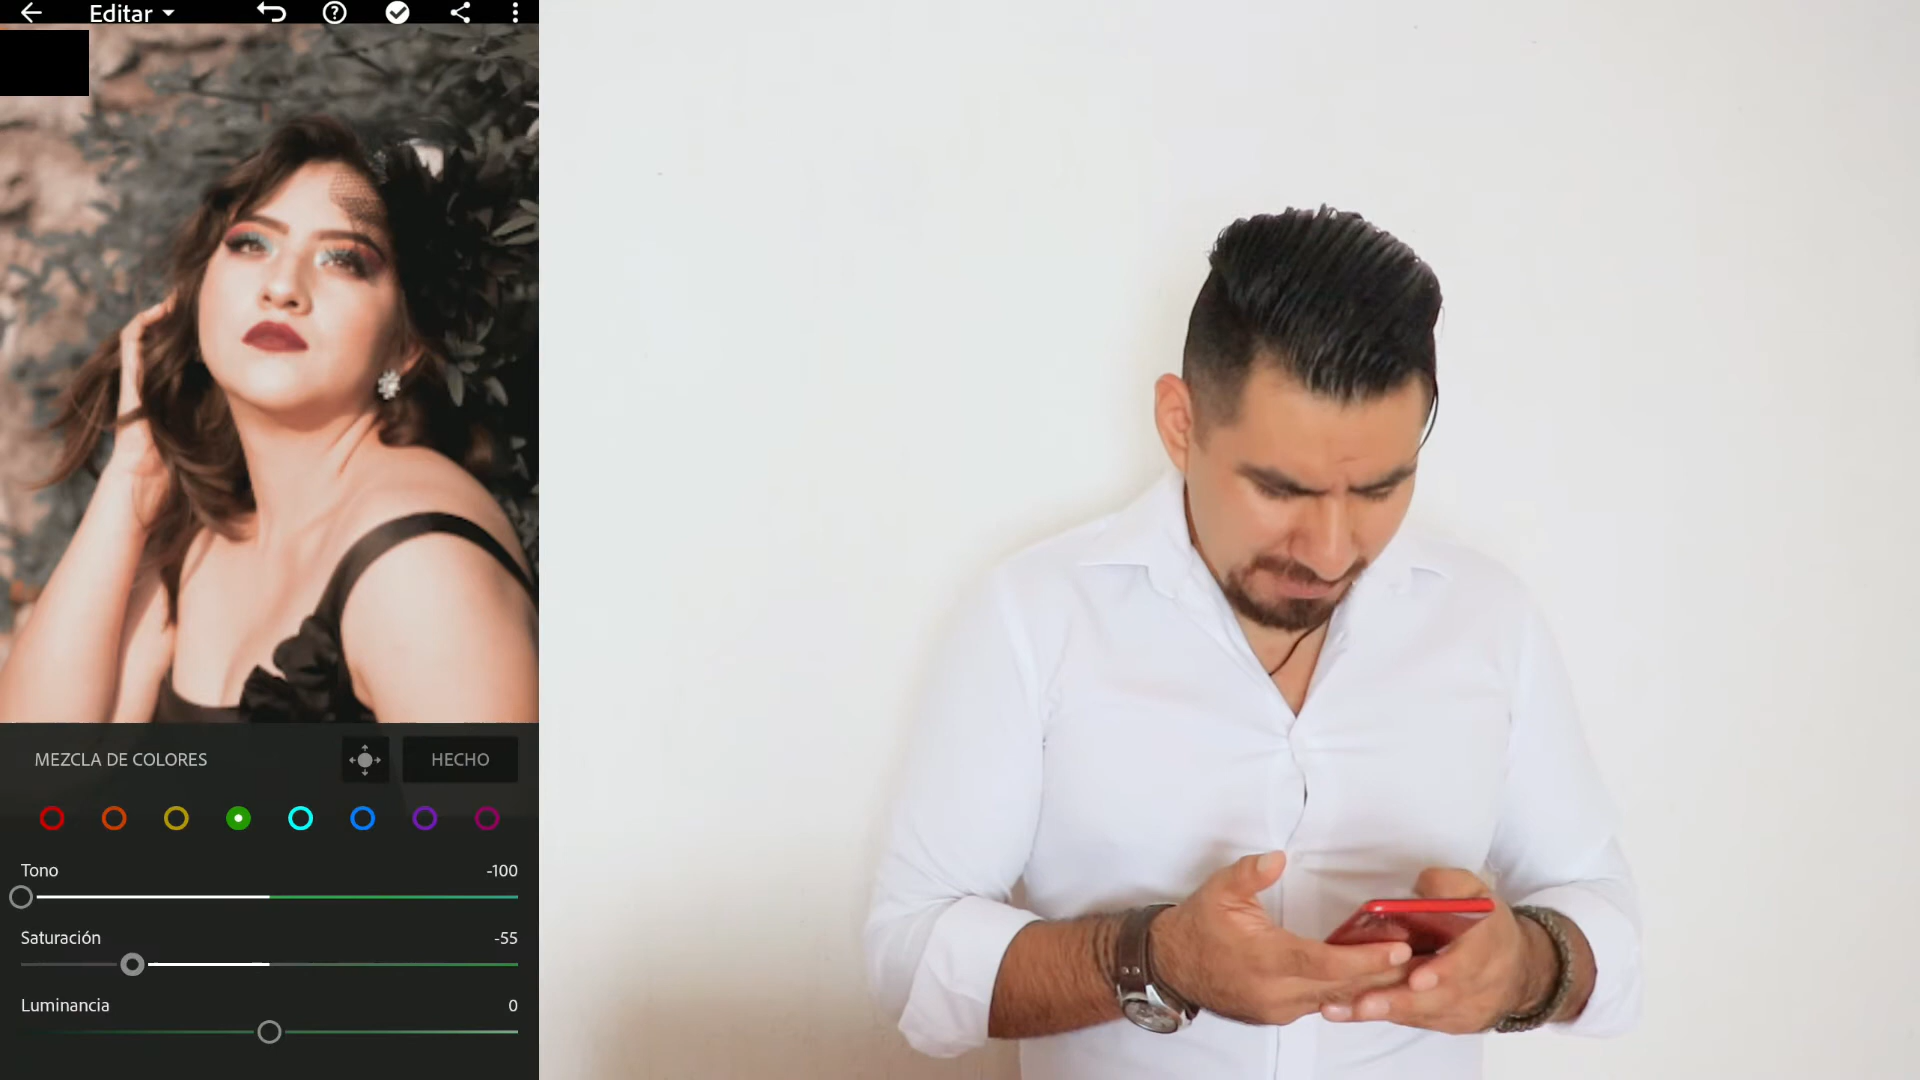 Editar
MEZCLA DE COLORES
HECHO
Tono
-100
Saturación
-55
Luminancia
0